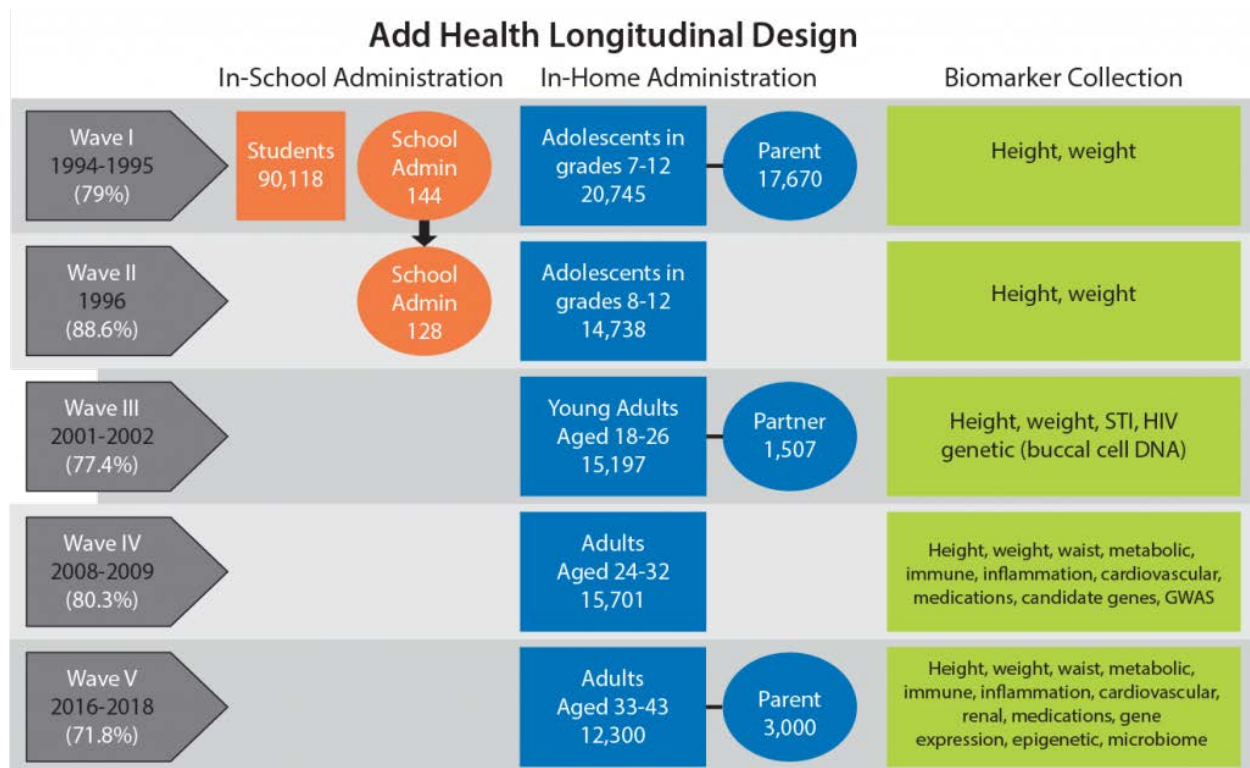 Add Health Longitudinal Design
In-School Administration
In-Home Administration
Biomarker Collection
Wave I
1994-1995
(79%)
Students
90,118
School
Admin
144
Adolescents in
grades 7-12
20,745
Parent
17,670
Height, weight
Wave II
1996
(88.6%)
School
Admin
128
Adolescents in
grades 8-12
14,738
Height, weight
Wave III
2001-2002
(77.4%)
Young Adults
Aged 18-26
15,197
Partner
1,507
Height, weight, STI, HIV
genetic (buccal cell DNA)
Wave IV
2008-2009
(80.3%)
Adults
Aged 24-32
15,701
Height, weight, waist, metabolic,
immune, inflammation, cardiovascular,
medications, candidate genes, GWAS
Wave V
2016-2018
(71.8%)
Adults
Aged 33-43
12,300
Parent
3,000
Height, weight, waist, metabolic,
immune, inflammation, cardiovascular,
renal, medications, gene
expression, epigenetic, microbiome